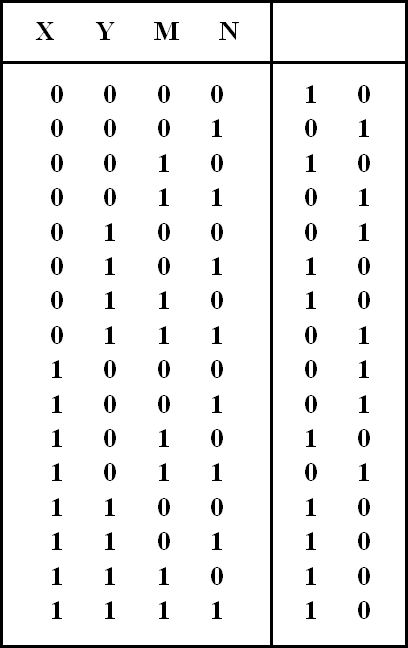 X Y M N
0 0 0 0 1 0
0 0 0 1 0 1
0 0 1 0 1 0
0 0 1 1 0 1
0 1 0 0 0 1
0 1 0 1 1 0
0 1 1 0 1 0
0 1 1 1 0 1
1 0 0 0 0 1
1 0 0 1 0 1
1 0 1 0 1 0
1 0 1 1 0 1
1 1 0 0 1 0
1 1 0 1 1 0
1 1 1 0 1 0
1 1 1 1 1 0